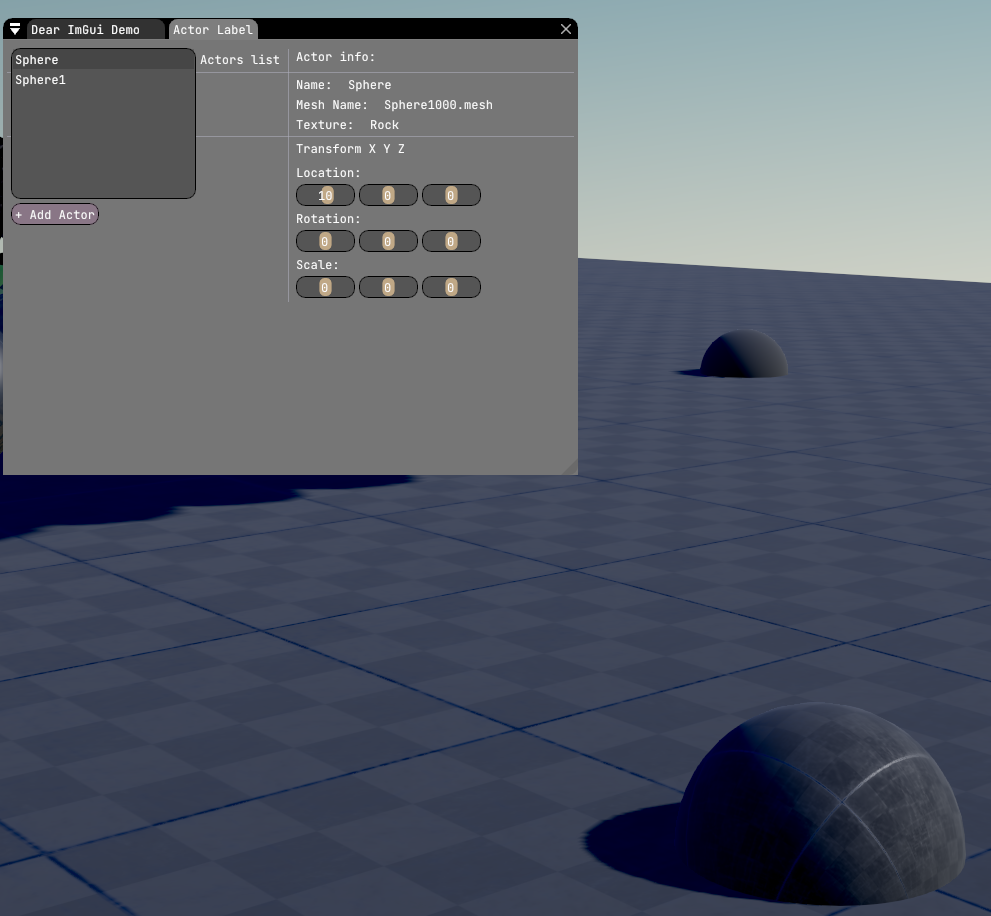 Dear ImGui Demo
Actor Label
Sphere
Sphere1
Actors list
+ Add Actor
Actor info:
Name: Sphere
Mesh Name: Sphere1000.mesh
Texture: Rock
Transform X Y Z
Location:
10 0 0
Rotation:
0 0 0
Scale:
0 0 0